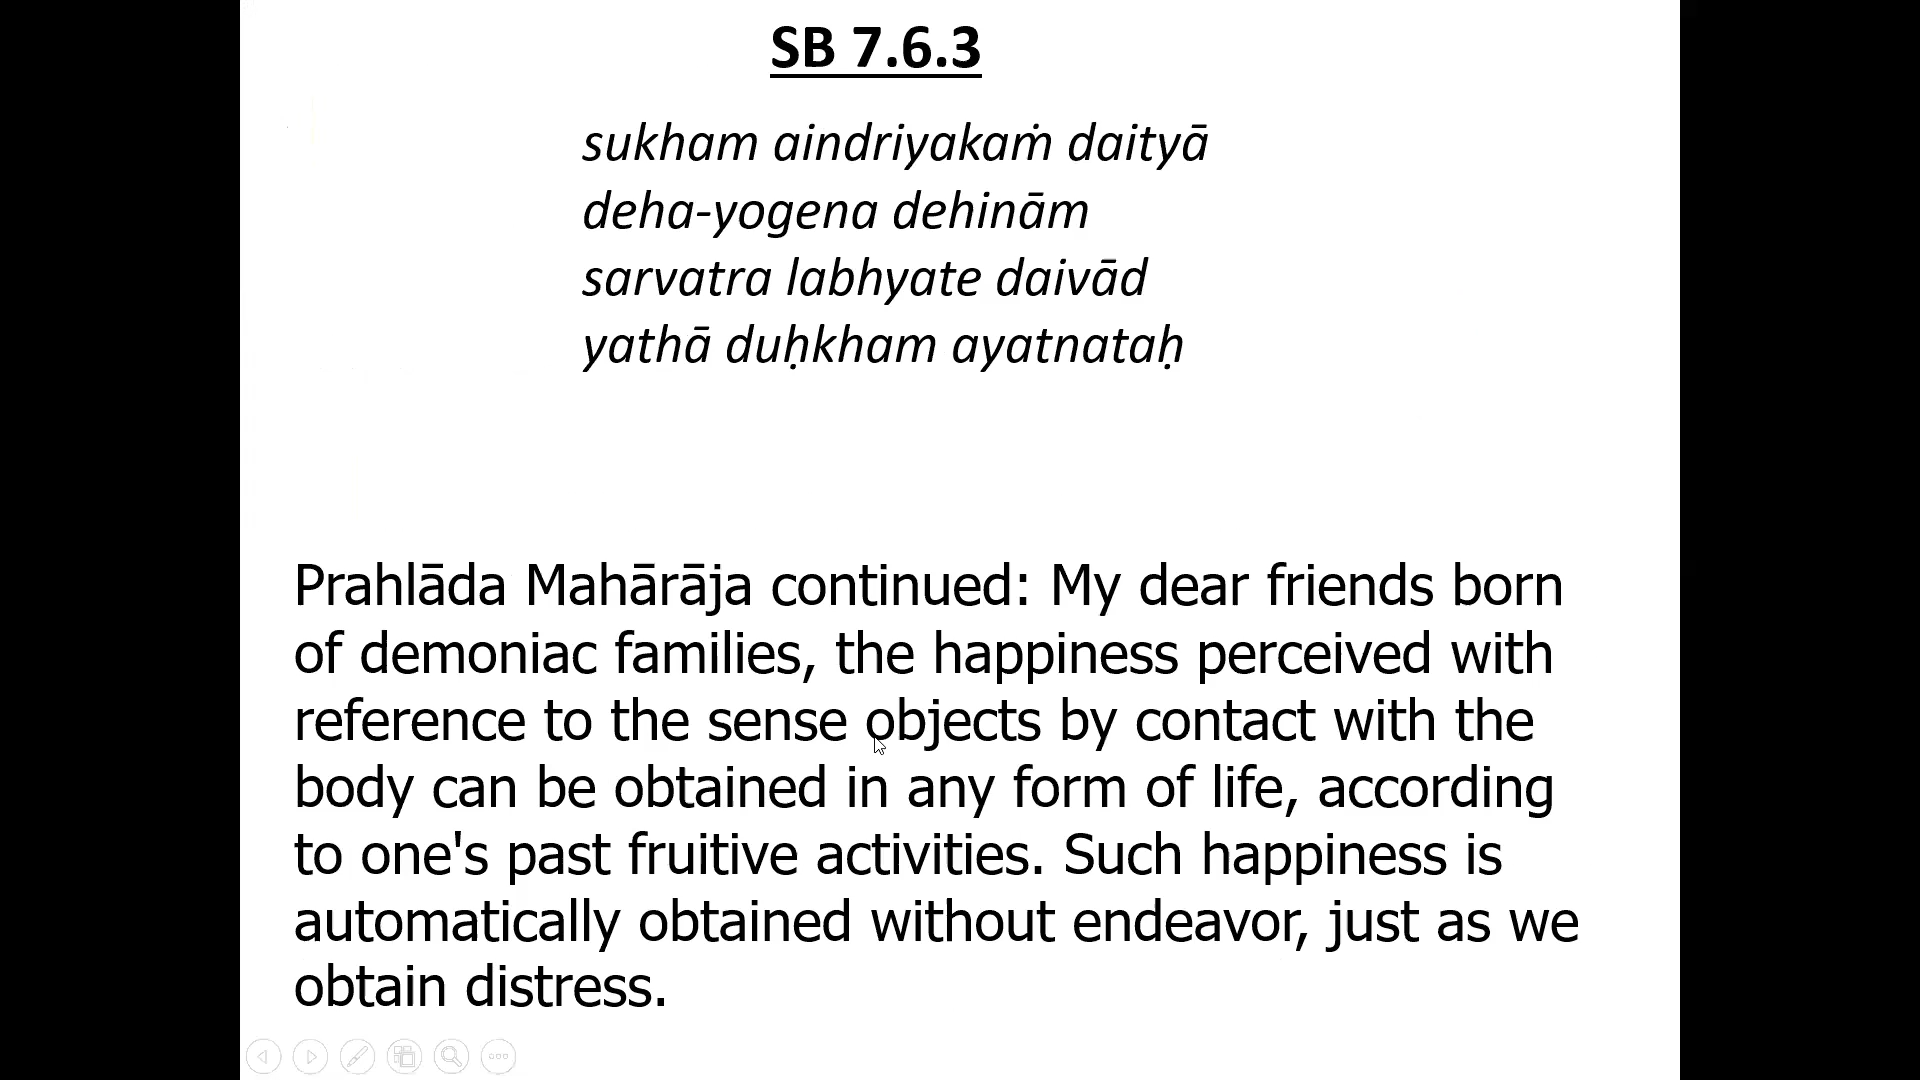 SB 7.6.3
sukham aindriyakaṁ daityā
deha-yogena dehinām
sarvatra labhyate daivād
yathā duḥkham ayatnataḥ
Prahlāda Mahārāja continued: My dear friends born
of demoniac families, the happiness perceived with
reference to the sense objects by contact with the
body can be obtained in any form of life, according
to one's past fruitive activities. Such happiness is
automatically obtained without endeavor, just as we
obtain distress.